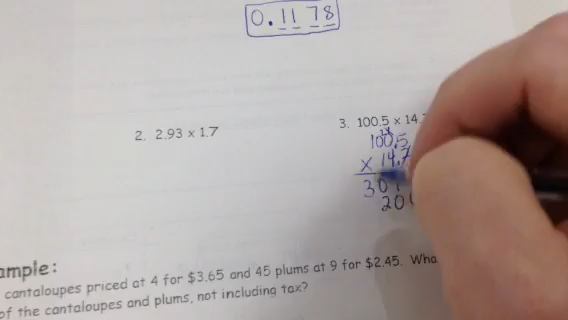 0.1178
2. 2.93 x 1.7
3. 100.5 x 14.
100.5
x 14.7
30
20
ample:
cantaloupes priced at 4 for $3.65 and 45 plums at 9 for $2.45. Wha
of the cantaloupes and plums, not including tax?